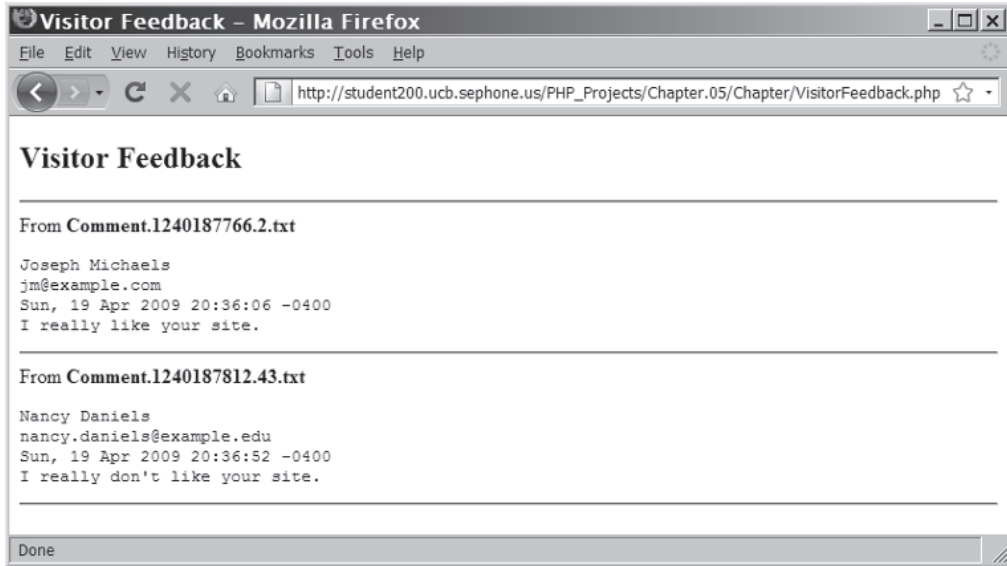 Visitor Feedback – Mozilla Firefox
File Edit View History Bookmarks Tools Help
http://student200.ucb.sephone.us/PHP_Projects/Chapter.05/Chapter/VisitorFeedback.php
Visitor Feedback
From Comment.1240187766.2.txt
Joseph Michaels
jm@example.com
Sun, 19 Apr 2009 20:36:06 -0400
I really like your site.
From Comment.1240187812.43.txt
Nancy Daniels
nancy.daniels@example.edu
Sun, 19 Apr 2009 20:36:52 -0400
I really don't like your site.
Done